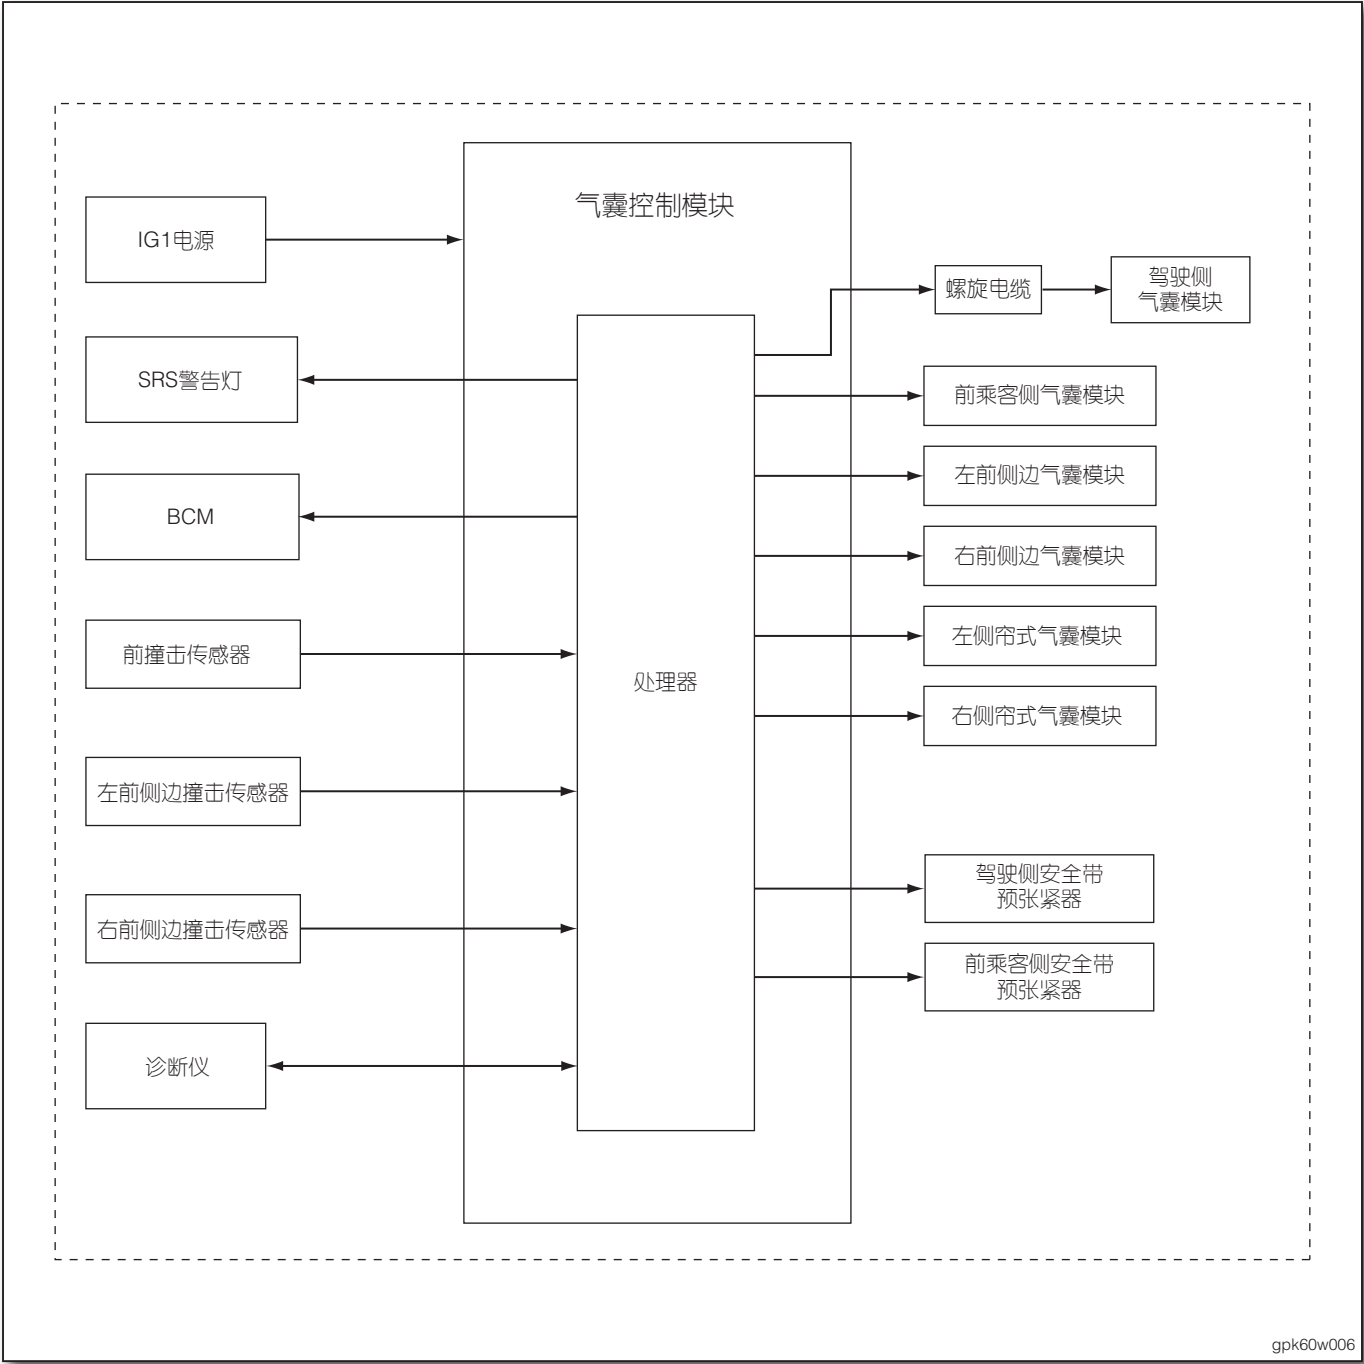 气囊控制模块
IG1电源
SRS警告灯
BCM
前撞击传感器
左前侧边撞击传感器
右前侧边撞击传感器
诊断仪
处理器
螺旋电缆
驾驶侧
气囊模块
前乘客侧气囊模块
左前侧边气囊模块
右前侧边气囊模块
左侧帘式气囊模块
右侧帘式气囊模块
驾驶侧安全带
预张紧器
前乘客侧安全带
预张紧器
gpk60w006